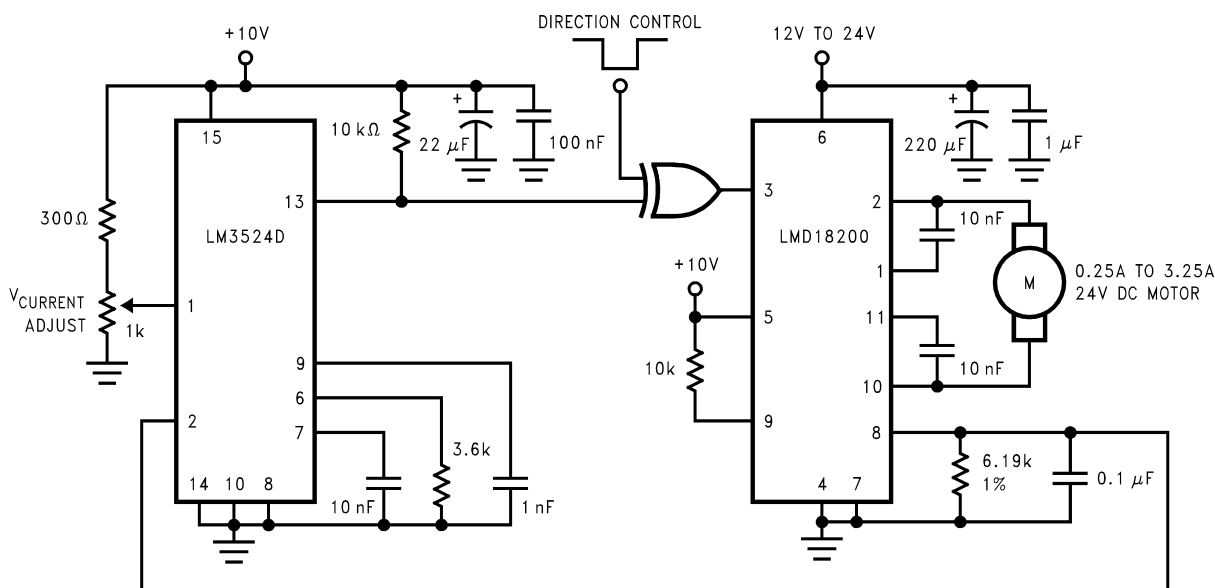 DIRECTION CONTROL
+10V
12V TO 24V
15
10 kΩ
+
22 µF
100 nF
6
+
220 µF
1 µF
13
3
2
300Ω
LM3524D
LMD18200
10 nF
+10V
1
M
0.25A TO 3.25A
24V DC MOTOR
VCURRENT
ADJUST
1k
1
5
11
9
10k
10 nF
6
10
2
7
3.6k
9
8
6.19k
1%
0.1 µF
14
10
8
10 nF
1 nF
4
7